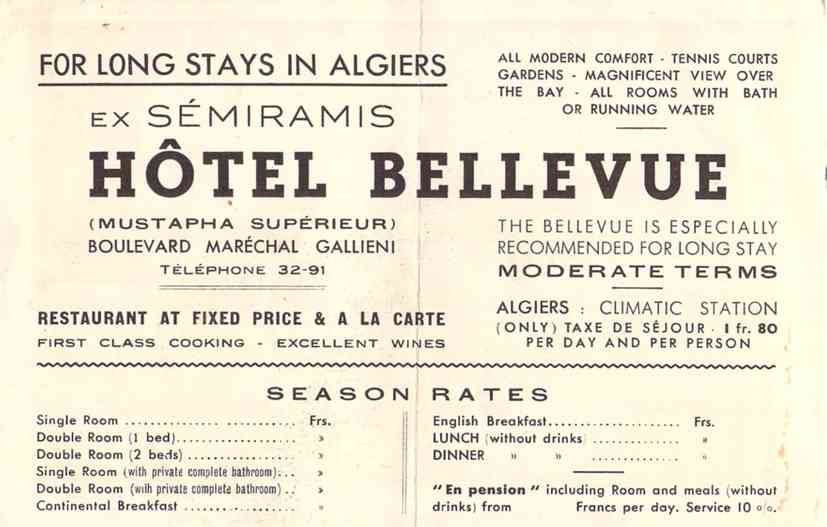 FOR LONG STAYS IN ALGIERS
ALL MODERN COMFORT - TENNIS COURTS
GARDENS - MAGNIFICENT VIEW OVER
THE BAY - ALL ROOMS WITH BATH
OR RUNNING WATER
EX SÉMIRAMIS
HÔTEL BELLEVUE
(MUSTAPHA SUPÉRIEUR)
BOULEVARD MARÉCHAL GALLIENI
TÉLÉPHONE 32-91
THE BELLEVUE IS ESPECIALLY
RECOMMENDED FOR LONG STAY
MODERATE TERMS
RESTAURANT AT FIXED PRICE & A LA CARTE
FIRST CLASS COOKING - EXCELLENT WINES
ALGIERS : CLIMATIC STATION
(ONLY) TAXE DE SÉJOUR - 1 fr. 80
PER DAY AND PER PERSON
SEASON RATES
Single Room .............. ........... Frs.
Double Room (1 bed)................... »
Double Room (2 beds) ................. »
Single Room (with private complete bathroom)... »
Double Room (with private complete bathroom) .. »
Continental Breakfast ................ »
English Breakfast..................... Frs.
LUNCH (without drinks) .............. »
DINNER » » .............. »
"En pension" including Room and meals (without
drinks) from Francs per day. Service 10 %.